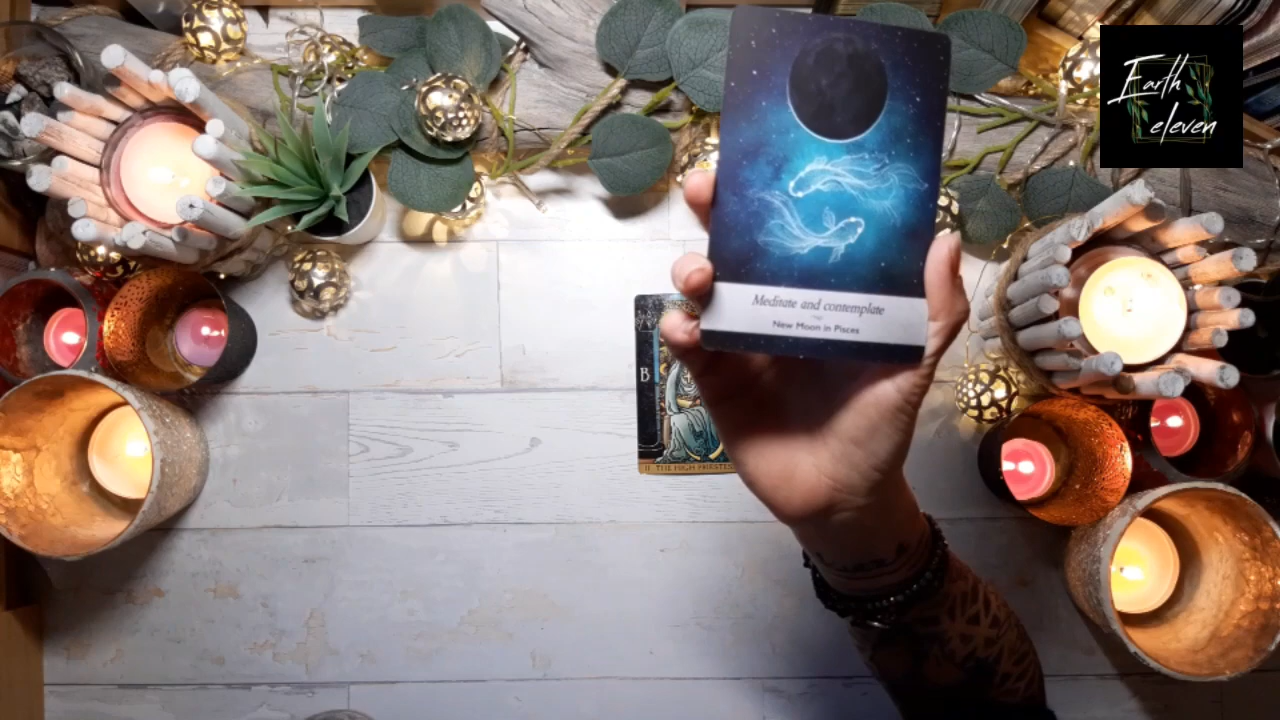 Earth
eleven
Meditate and contemplate
New Moon in Pisces
B
II THE HIGH PRIESTESS